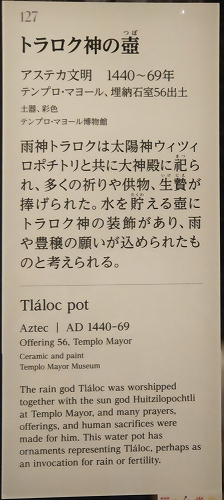 127
トラロク神の壺
つぼ
アステカ文明　1440〜69年
テンプロ・マヨール、埋納石室56出土
土器、彩色
テンプロ・マヨール博物館
雨神トラロクは太陽神ウィツィ
ロポチトリと共に大神殿に祀ら
れ、多くの祈りや供物、生贄が
捧げられた。水を貯える壺に
トラロク神の装飾があり、雨
や豊穣の願いが込められたも
のと考えられる。
Tláloc pot
Aztec | AD 1440-69
Offering 56, Templo Mayor
Ceramic and paint
Templo Mayor Museum
The rain god Tláloc was worshipped
together with the sun god Huitzilopochtli
at Templo Mayor, and many prayers,
offerings, and human sacrifices were
made for him. This water pot has
ornaments representing Tláloc, perhaps as
an invocation for rain or fertility.